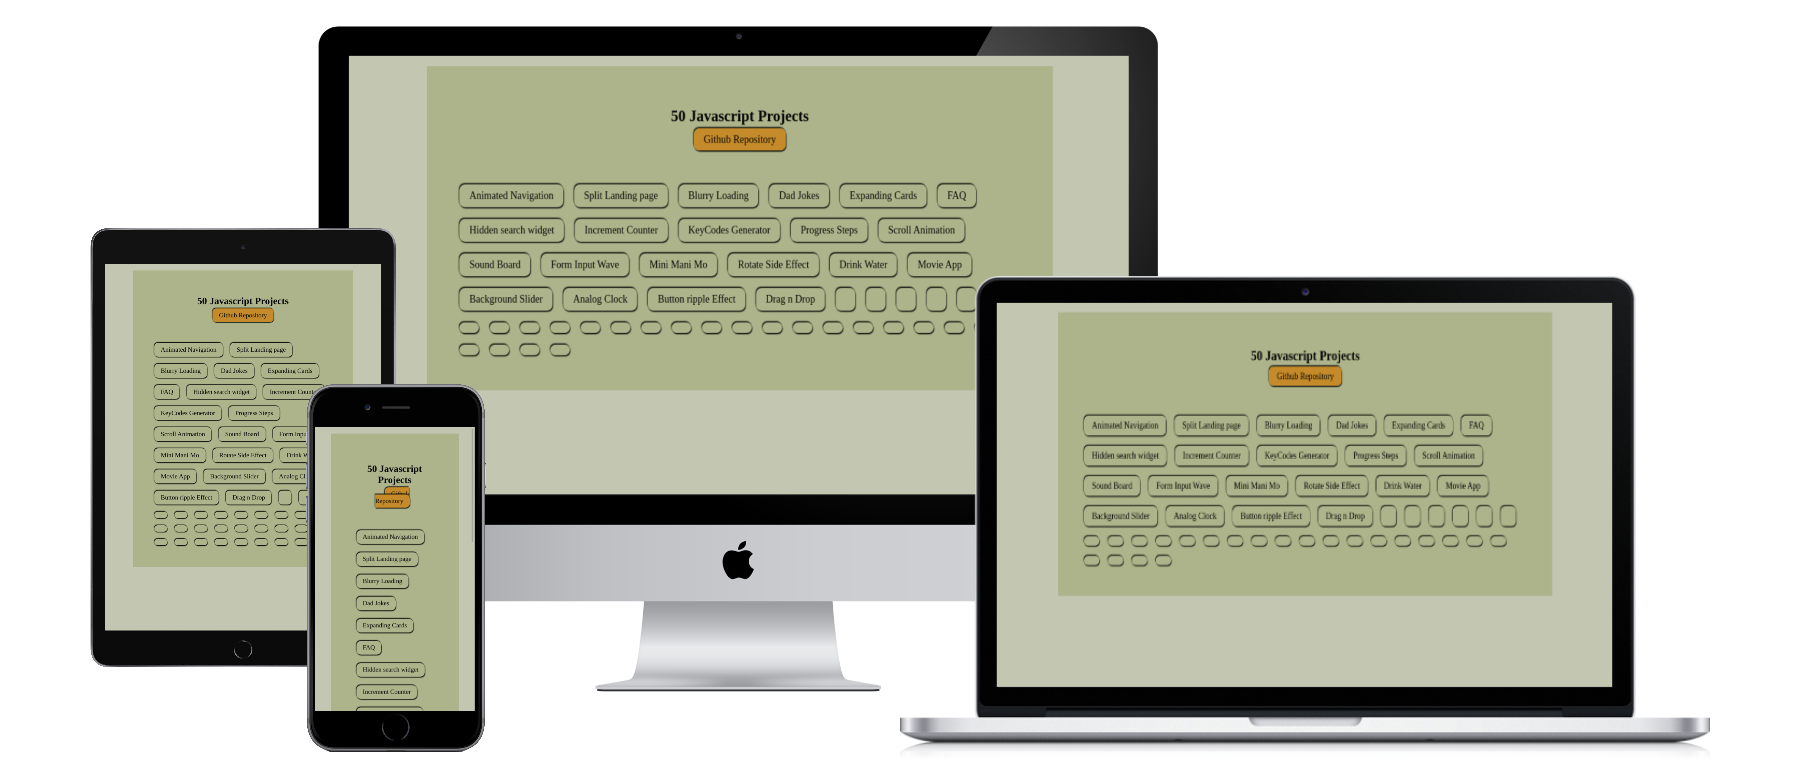 50 Javascript Projects
Github Repository
Animated Navigation Split Landing page Blurry Loading Dad Jokes Expanding Cards FAQ
Hidden search widget Increment Counter KeyCodes Generator Progress Steps Scroll Animation
Sound Board Form Input Wave Mini Mani Mo Rotate Side Effect Drink Water Movie App
Background Slider Analog Clock Button ripple Effect Drag n Drop
50 Javascript Projects
Github Repository
Animated Navigation Split Landing page
Blurry Loading Dad Jokes Expanding Cards
FAQ Hidden search widget Increment
KeyCodes Generator Progress Steps
Scroll Animation Sound Board Form
Mini Mani Mo Rotate Side Effect
Movie App Background Slider Analog
Button ripple Effect Drag n Drop
50 Javascript
Projects
Github
Repository
Animated Navigation
Split Landing page
Blurry Loading
Dad Jokes
Expanding Cards
FAQ
Hidden search widget
Increment Counter
50 Javascript Projects
Github Repository
Animated Navigation Split Landing page Blurry Loading Dad Jokes Expanding Cards FAQ
Hidden search widget Increment Counter KeyCodes Generator Progress Steps Scroll Animation
Sound Board Form Input Wave Mini Mani Mo Rotate Side Effect Drink Water Movie App
Background Slider Analog Clock Button ripple Effect Drag n Drop